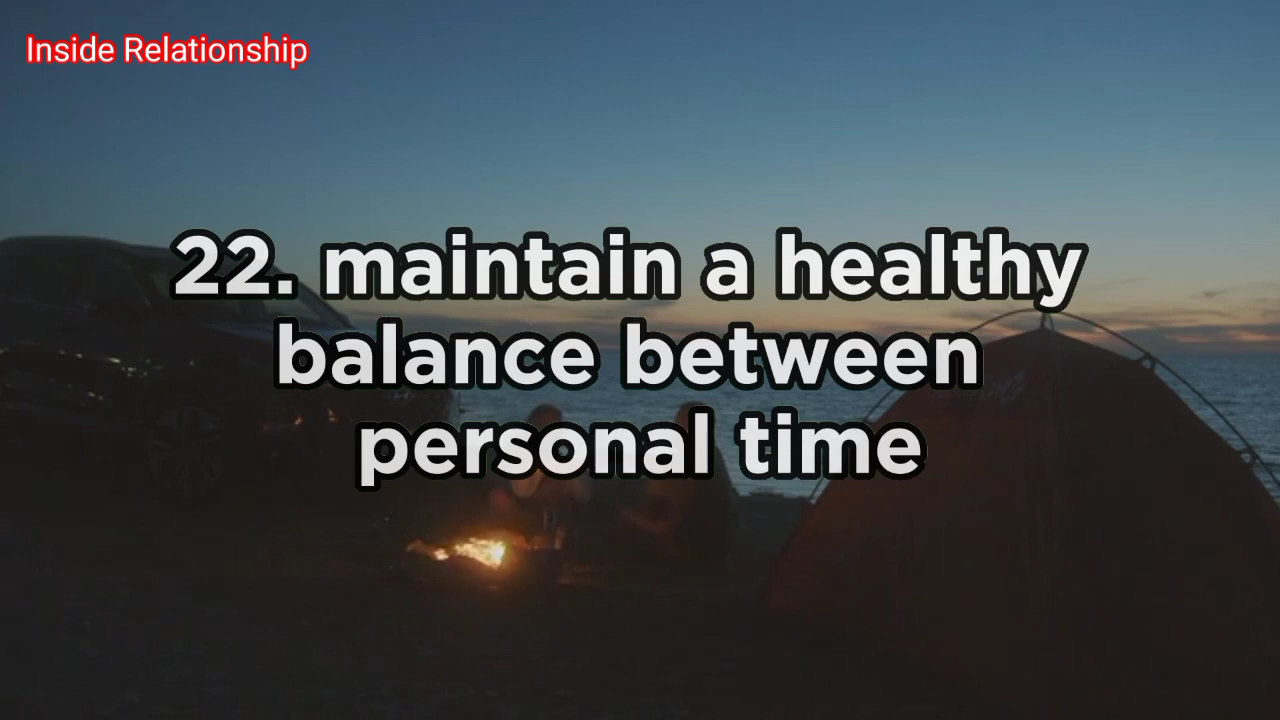 Inside Relationship
22. maintain a healthy
balance between
personal time